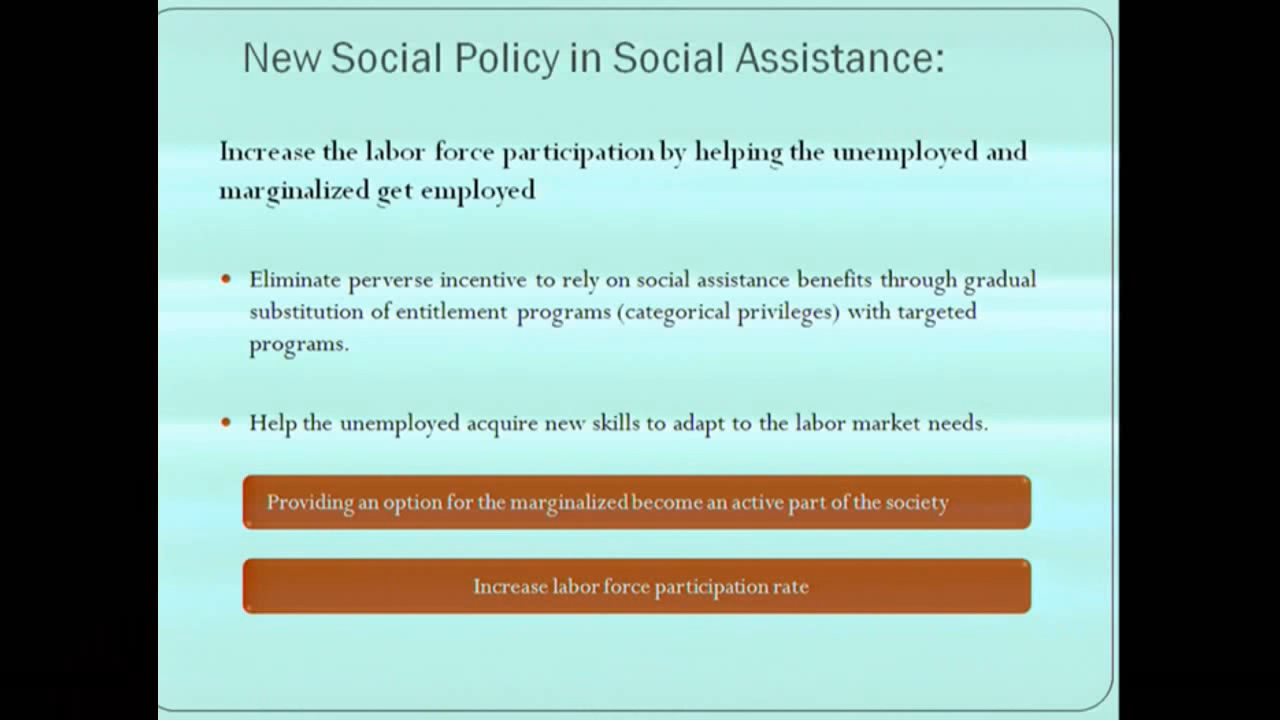 New Social Policy in Social Assistance:
Increase the labor force participation by helping the unemployed and
marginalized get employed
• Eliminate perverse incentive to rely on social assistance benefits through gradual
substitution of entitlement programs (categorical privileges) with targeted
programs.
• Help the unemployed acquire new skills to adapt to the labor market needs.
Providing an option for the marginalized become an active part of the society
Increase labor force participation rate